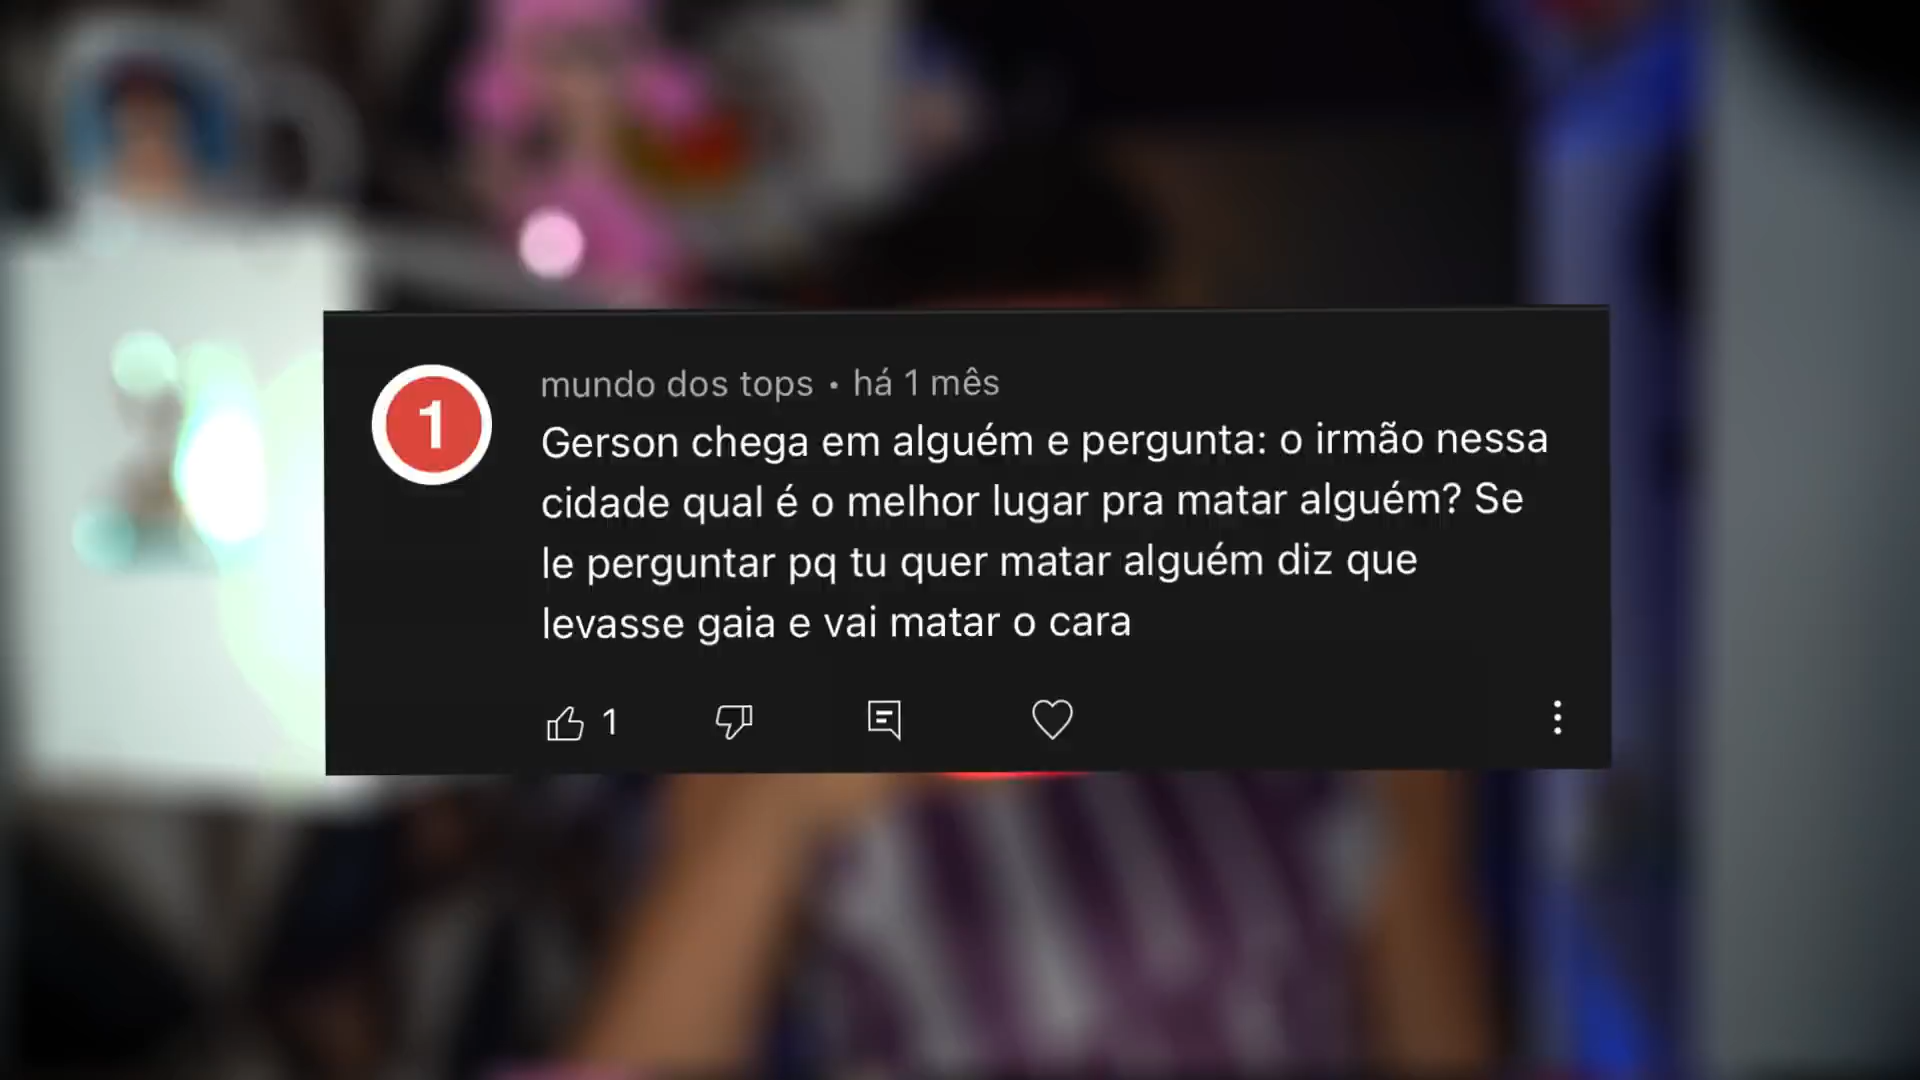 1
mundo dos tops • há 1 mês
Gerson chega em alguém e pergunta: o irmão nessa
cidade qual é o melhor lugar pra matar alguém? Se
le perguntar pq tu quer matar alguém diz que
levasse gaia e vai matar o cara
1